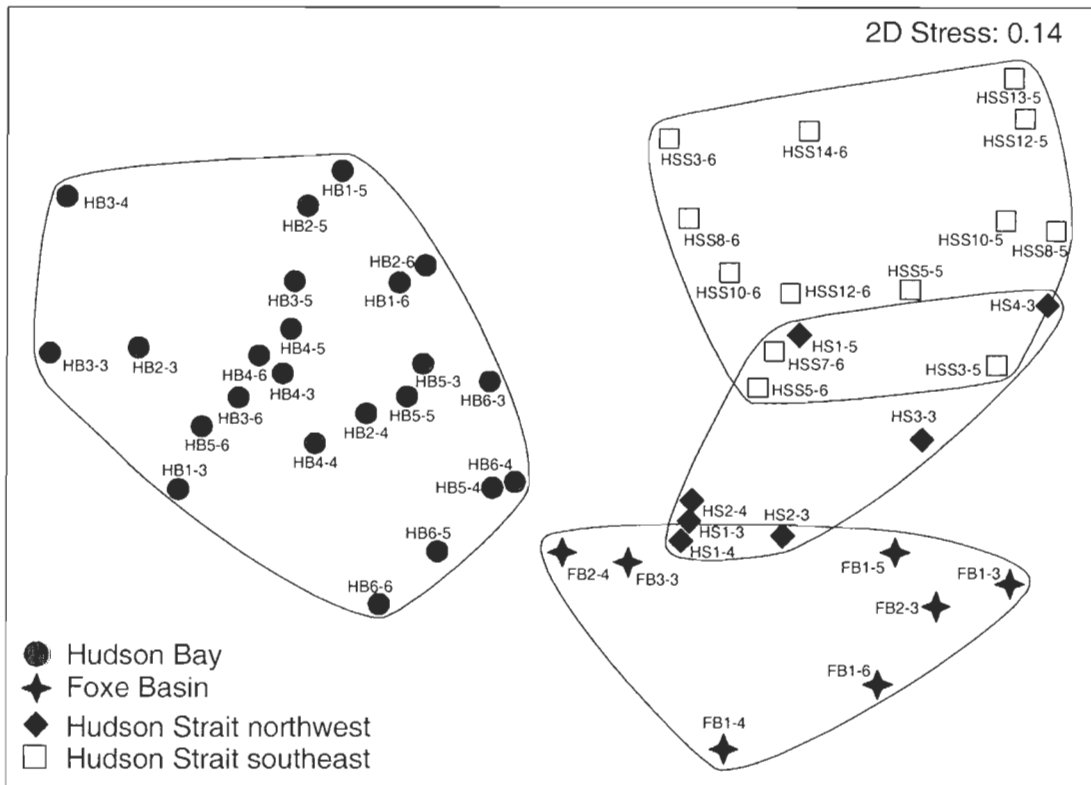 2D Stress: 0.14
HSS13-5
HSS12-5
HSS3-6
HSS14-6
HB1-5
HB3-4
HB2-5
HSS8-6
HSS10-5
HSS8-5
HB2-6
HB1-6
HSS10-6
HSS12-6
HSS5-5
HB3-5
HS4-3
HB4-5
HS1-5
HSS7-6
HB3-3
HB2-3
HB4-6
HB4-3
HB5-3
HB6-3
HSS3-5
HSS5-6
HB3-6
HB5-5
HB2-4
HS3-3
HB5-6
HB4-4
HB1-3
HB6-4
HB5-4
HS2-4
HS2-3
HS1-3
HS1-4
HB6-5
FB2-4
FB3-3
FB1-5
FB1-3
FB2-3
HB6-6
FB1-6
FB1-4
Hudson Bay
Foxe Basin
Hudson Strait northwest
Hudson Strait southeast